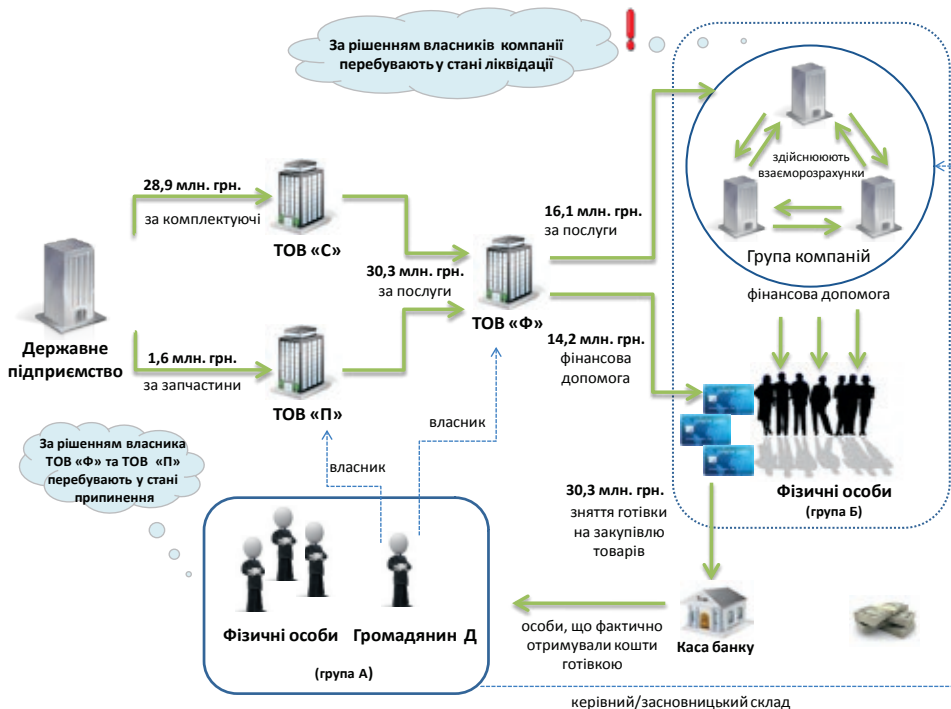 За рішенням власників компанії
перебувають у стані ліквідації
здійснюють
взаєморозрахунки
Група компаній
28,9 млн. грн.
за комплектуючі
ТОВ «С»
16,1 млн. грн.
за послуги
30,3 млн. грн.
за послуги
ТОВ «Ф»
Державне
підприємство
1,6 млн. грн.
за запчастини
ТОВ «П»
14,2 млн. грн.
фінансова
допомога
фінансова допомога
Фізичні особи
(група Б)
За рішенням власника
ТОВ «Ф» та ТОВ «П»
перебувають у стані
припинення
власник
власник
30,3 млн. грн.
зняття готівки
на закупівлю
товарів
Фізичні особи
Громадянин Д
(група А)
особи, що фактично
отримували кошти
готівкою
Каса банку
керівний/засновницький склад